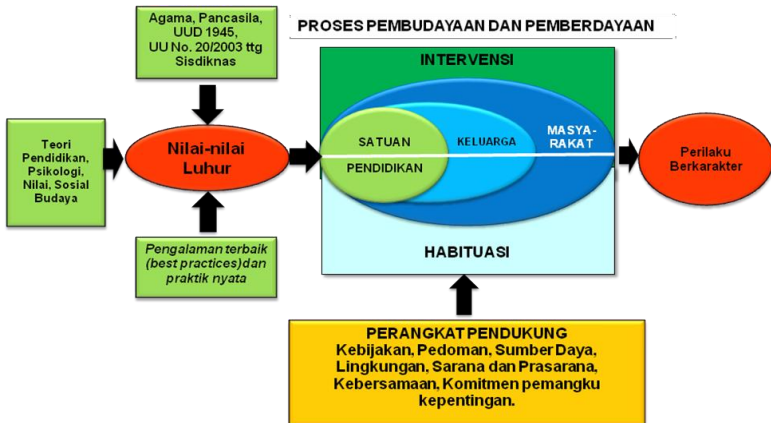 Agama, Pancasila,
UUD 1945,
UU No. 20/2003 ttg
Sisdiknas
PROSES PEMBUDAYAAN DAN PEMBERDAYAAN
INTERVENSI
Teori
Pendidikan,
Psikologi,
Nilai, Sosial
Budaya
Nilai-nilai
Luhur
SATUAN
PENDIDIKAN
KELUARGA
MASYA-
RAKAT
Perilaku
Berkarakter
Pengalaman terbaik
(best practices)dan
praktik nyata
HABITUASI
PERANGKAT PENDUKUNG
Kebijakan, Pedoman, Sumber Daya,
Lingkungan, Sarana dan Prasarana,
Kebersamaan, Komitmen pemangku
kepentingan.